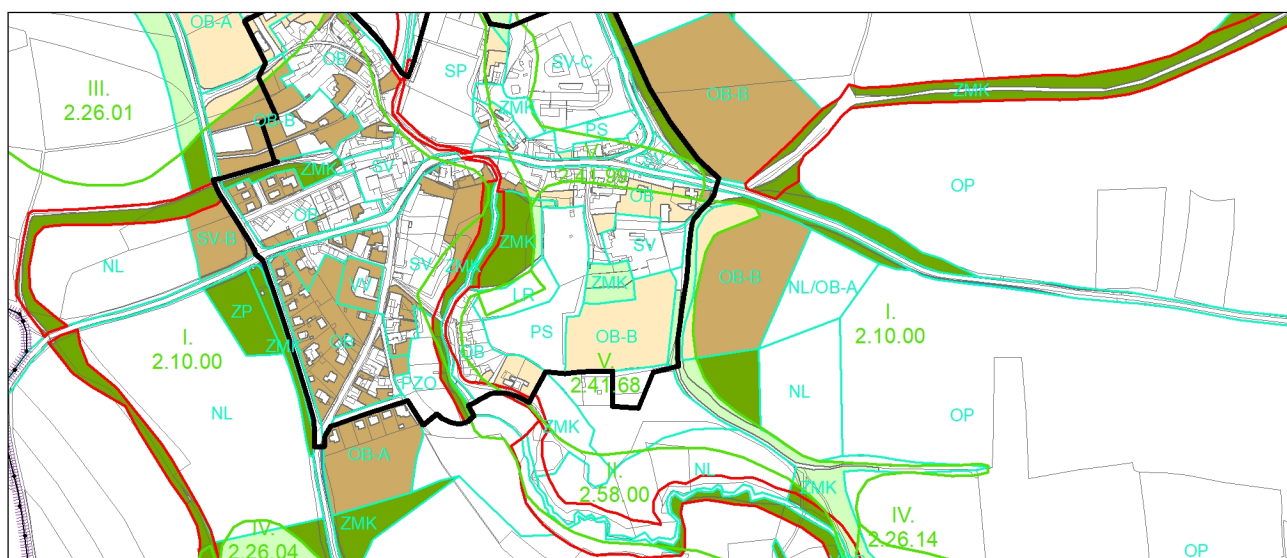 OB-A
OB
SP
SV-C
III.
2.26.01
OB-B
ZMK
ZMK
OB-B
PS
SV
V.
2.41.99
SV
ZMK
SV
OP
OB
OB
SV-B
SV
ZMK
SV
NL
ZMK
OB-B
ZMK
NL/OB-A
LR
ZP
I.
2.10.00
PS
OB-B
I.
2.10.00
OB
OB
V.
2.41.68
PZO
NL
NL
OP
ZMK
OB-A
II.
2.58.00
NL
ZMK
IV.
2.26.04
ZMK
IV.
2.26.14
OP